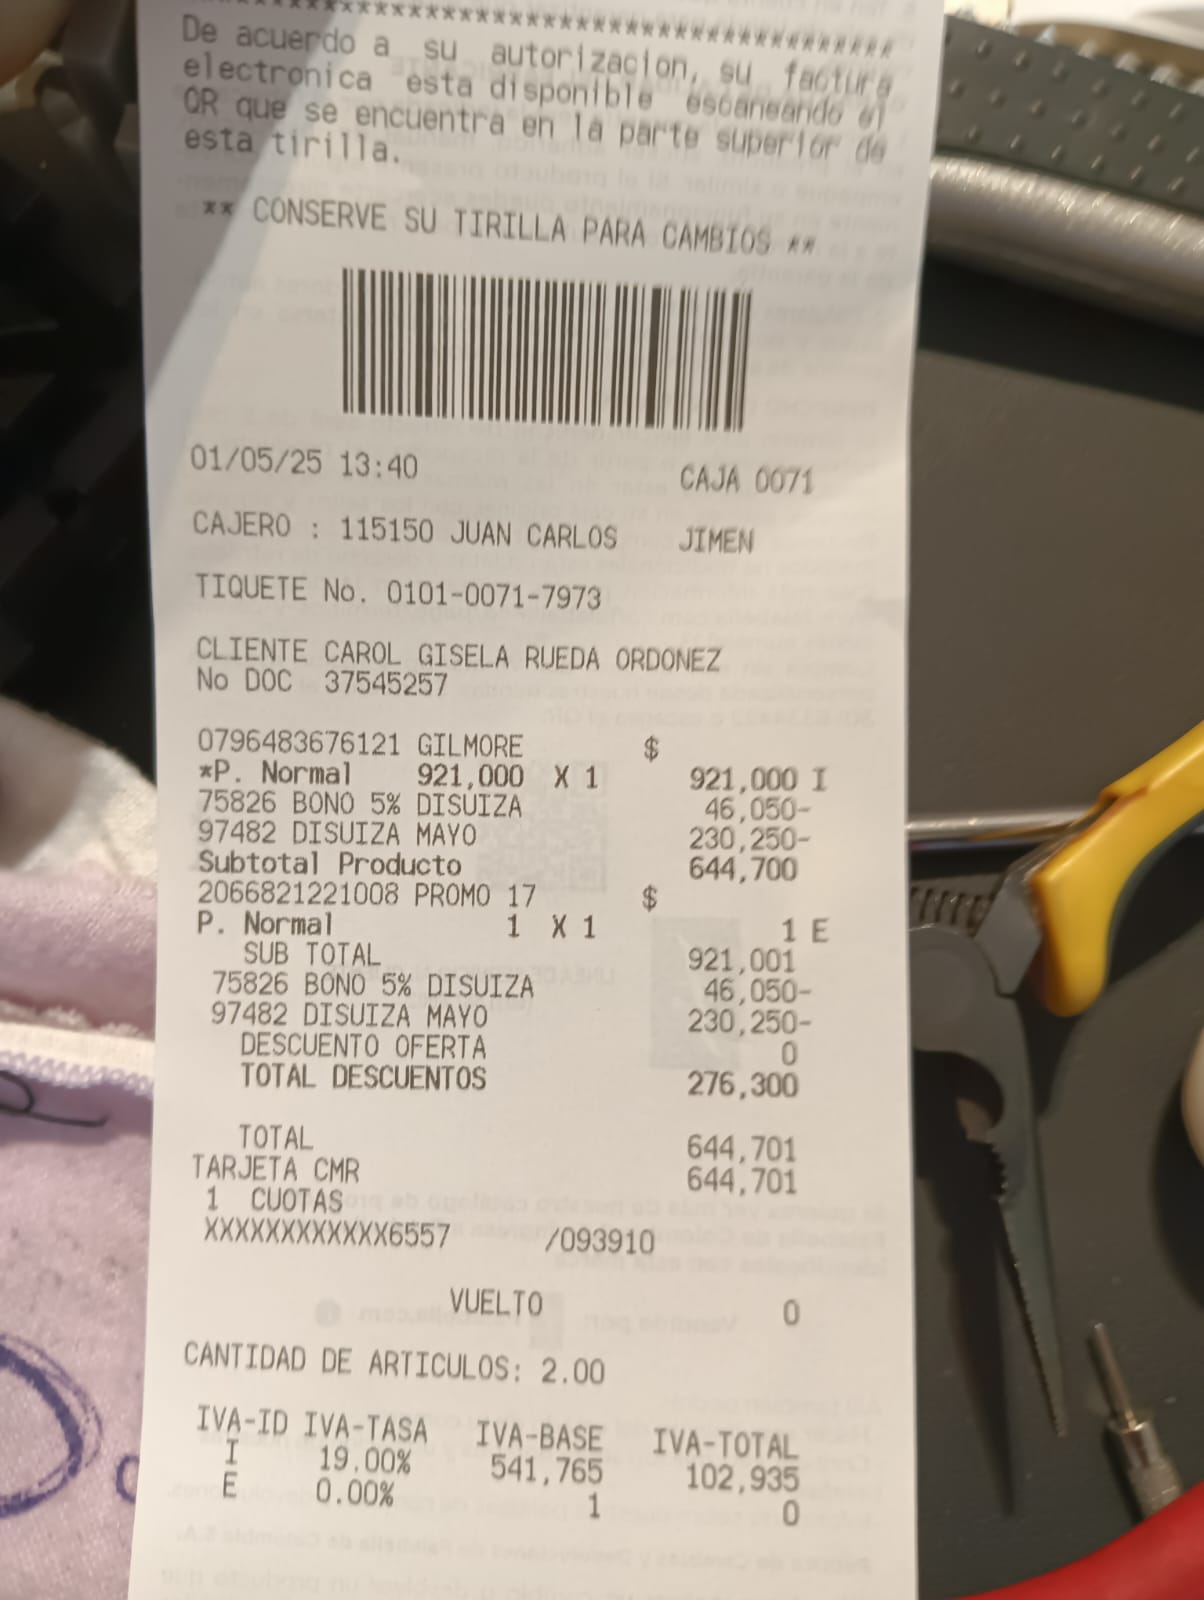 ****************************************
De acuerdo a su autorizacion, su factura
electronica esta disponible escaneando el
QR que se encuentra en la parte superior de
esta tirilla.
** CONSERVE SU TIRILLA PARA CAMBIOS **
01/05/25 13:40 CAJA 0071
CAJERO : 115150 JUAN CARLOS JIMEN
TIQUETE No. 0101-0071-7973
CLIENTE CAROL GISELA RUEDA ORDONEZ
No DOC 37545257
0796483676121 GILMORE $
*P. Normal 921,000 X 1 921,000 I
75826 BONO 5% DISUIZA 46,050-
97482 DISUIZA MAYO 230,250-
Subtotal Producto 644,700
2066821221008 PROMO 17 $
P. Normal 1 X 1 1 E
SUB TOTAL 921,001
75826 BONO 5% DISUIZA 46,050-
97482 DISUIZA MAYO 230,250-
DESCUENTO OFERTA 0
TOTAL DESCUENTOS 276,300
TOTAL 644,701
TARJETA CMR 644,701
1 CUOTAS
XXXXXXXXXXXX6557 /093910
VUELTO 0
CANTIDAD DE ARTICULOS: 2.00
IVA-ID IVA-TASA IVA-BASE IVA-TOTAL
I 19.00% 541,765 102,935
E 0.00% 1 0